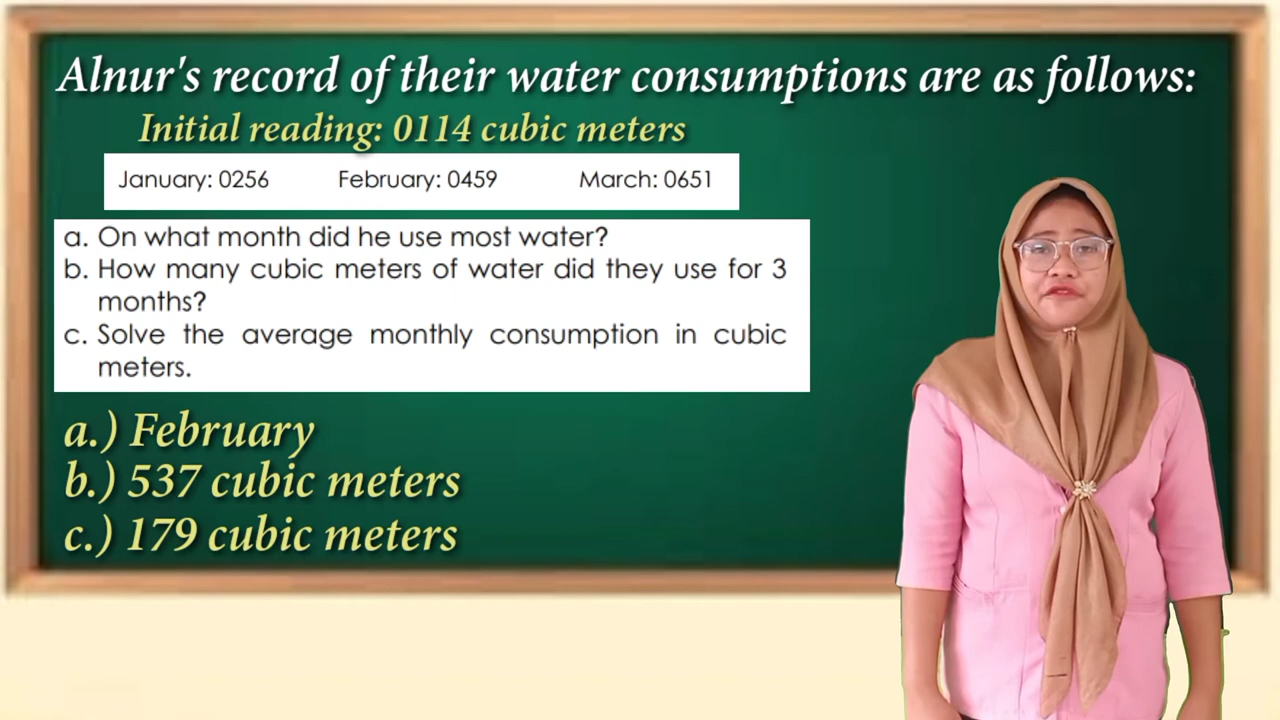 Alnur's record of their water consumptions are as follows:
Initial reading: 0114 cubic meters
January: 0256 February: 0459 March: 0651
a. On what month did he use most water?
b. How many cubic meters of water did they use for 3
months?
c. Solve the average monthly consumption in cubic
meters.
a.) February
b.) 537 cubic meters
c.) 179 cubic meters